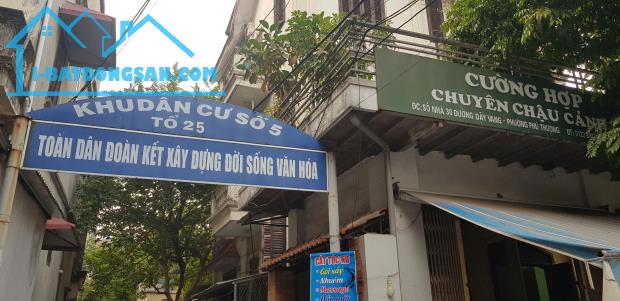 I-BATDONGSAN.COM
KHU DÂN CƯ SỐ 5
TỔ 25
TOÀN DÂN ĐOÀN KẾT XÂY DỰNG ĐỜI SỐNG VĂN HÓA
CƯỜNG HỢP
CHUYÊN CHẬU CẢNH
ĐC: SỐ NHÀ 30 ĐƯỜNG ĐẤY VANG - PHƯỜNG PHÚ THƯỢNG
CẮT TÓC NỮ
Gội sấy
Nhuộm
Massage